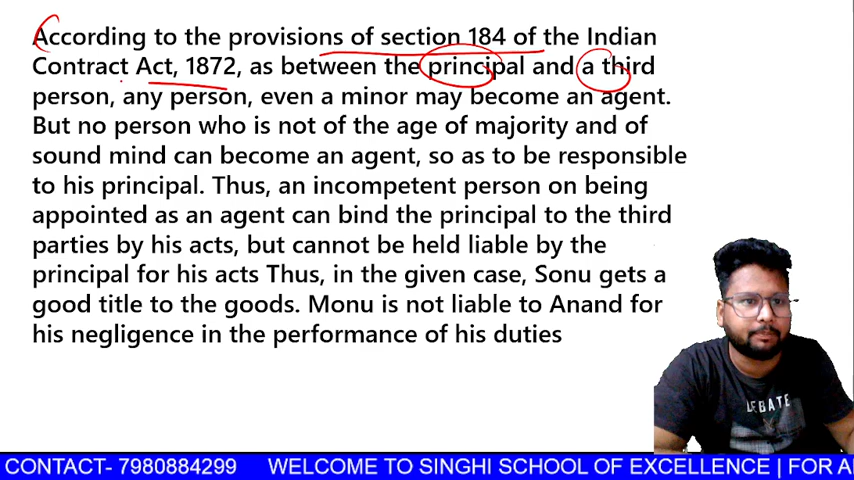 According to the provisions of section 184 of the Indian
Contract Act, 1872, as between the principal and a third
person, any person, even a minor may become an agent.
But no person who is not of the age of majority and of
sound mind can become an agent, so as to be responsible
to his principal. Thus, an incompetent person on being
appointed as an agent can bind the principal to the third
parties by his acts, but cannot be held liable by the
principal for his acts Thus, in the given case, Sonu gets a
good title to the goods. Monu is not liable to Anand for
his negligence in the performance of his duties
DEBATE
CONTACT- 7980884299 WELCOME TO SINGHI SCHOOL OF EXCELLENCE | FOR